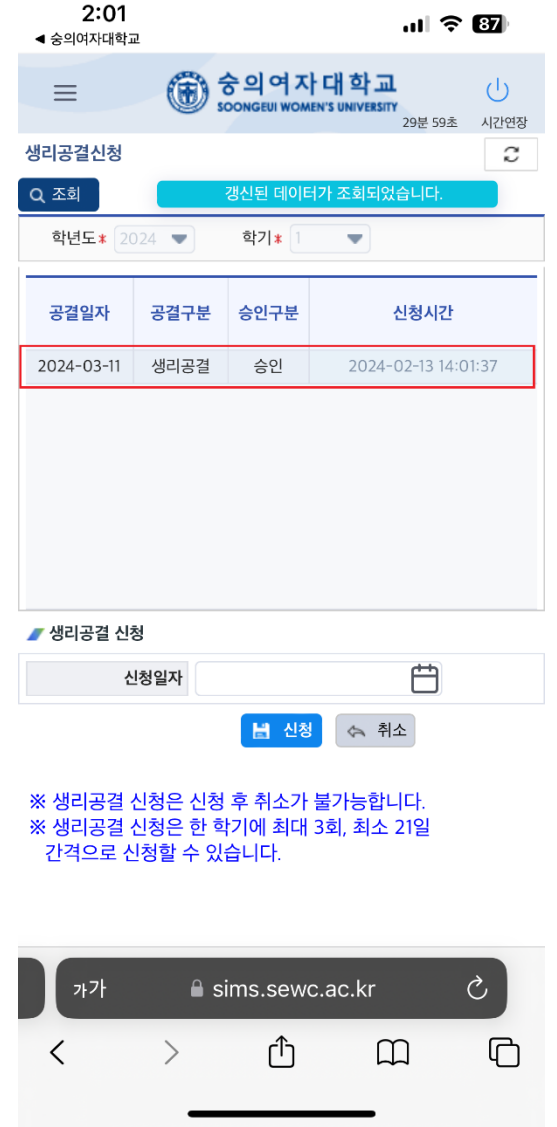 2:01
87
◀ 숭의여자대학교
숭의여자대학교
SOONGEUI WOMEN'S UNIVERSITY
29분 59초 시간연장
생리공결신청
조회
갱신된 데이터가 조회되었습니다.
학년도* 2024 학기* 1
공결일자 공결구분 승인구분 신청시간
2024-03-11 생리공결 승인 2024-02-13 14:01:37
생리공결 신청
신청일자
신청 취소
※ 생리공결 신청은 신청 후 취소가 불가능합니다.
※ 생리공결 신청은 한 학기에 최대 3회, 최소 21일
간격으로 신청할 수 있습니다.
가가 sims.sewc.ac.kr